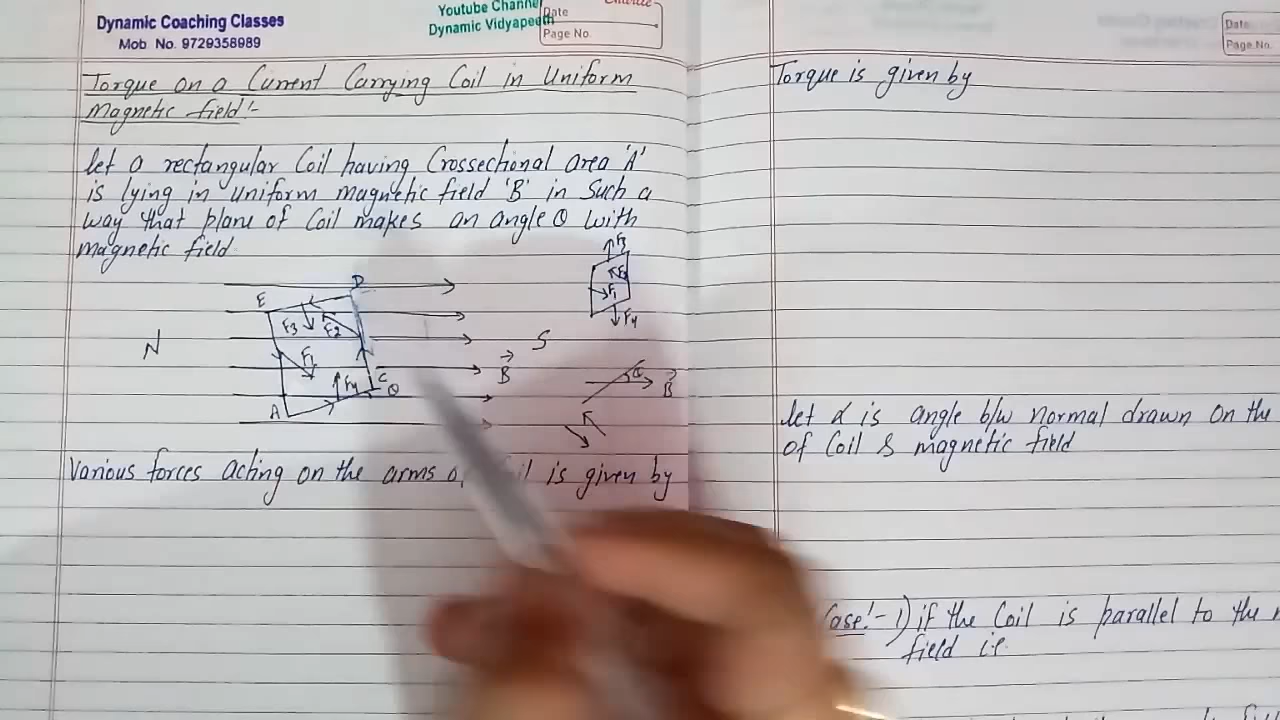 Dynamic Coaching Classes
Mob. No. 9729358989
Youtube Channel
Dynamic Vidyapeeth
Date
Page No.
Torque on a Current Carrying Coil in Uniform
Magnetic field!-
let a rectangular Coil having Crossectional area 'A'
is lying in uniform magnetic field 'B' in Such a
way that plane of Coil makes an angle θ with
magnetic field.
E D
F3 F2
N F1 S
B
F4 C θ
A
F3
F2
F1
F4
B
Various forces acting on the arms is given by
Date
Page No.
Torque is given by
let α is angle b/w normal drawn on the
of Coil & magnetic field
Case!- 1) if the Coil is parallel to the
field ie